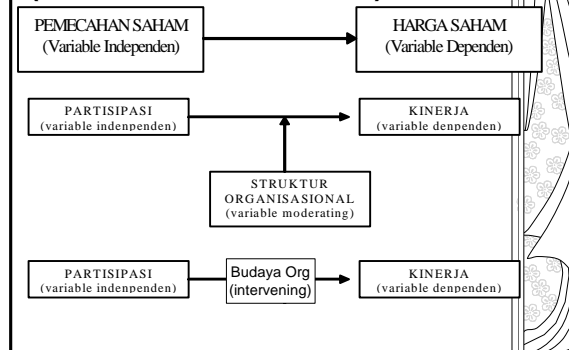 PEMECAHAN SAHAM
(Variable Independen)
HARGA SAHAM
(Variable Dependen)
PARTISIPASI
(variable indenpenden)
KINERJA
(variable denpenden)
STRUKTUR
ORGANISASIONAL
(variable moderating)
PARTISIPASI
(variable indenpenden)
Budaya Org
(intervening)
KINERJA
(variable denpenden)